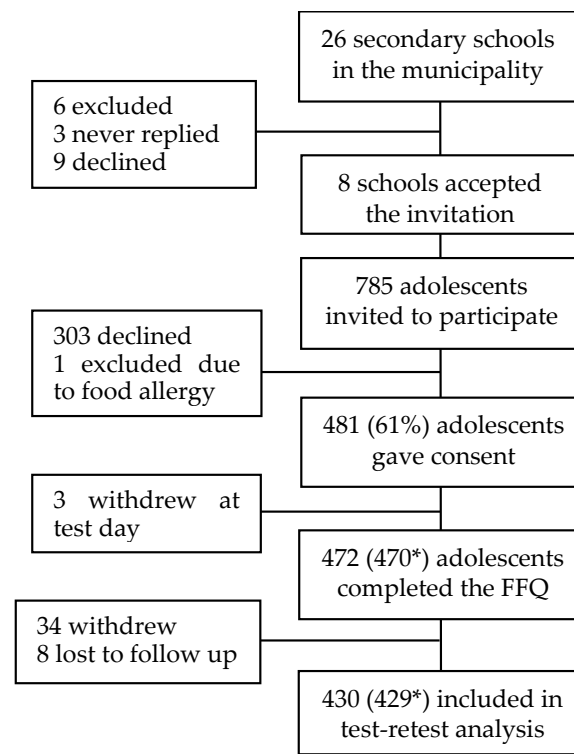 26 secondary schools
in the municipality
6 excluded
3 never replied
9 declined
8 schools accepted
the invitation
785 adolescents
invited to participate
303 declined
1 excluded due
to food allergy
481 (61%) adolescents
gave consent
3 withdrew at
test day
472 (470*) adolescents
completed the FFQ
34 withdrew
8 lost to follow up
430 (429*) included in
test-retest analysis